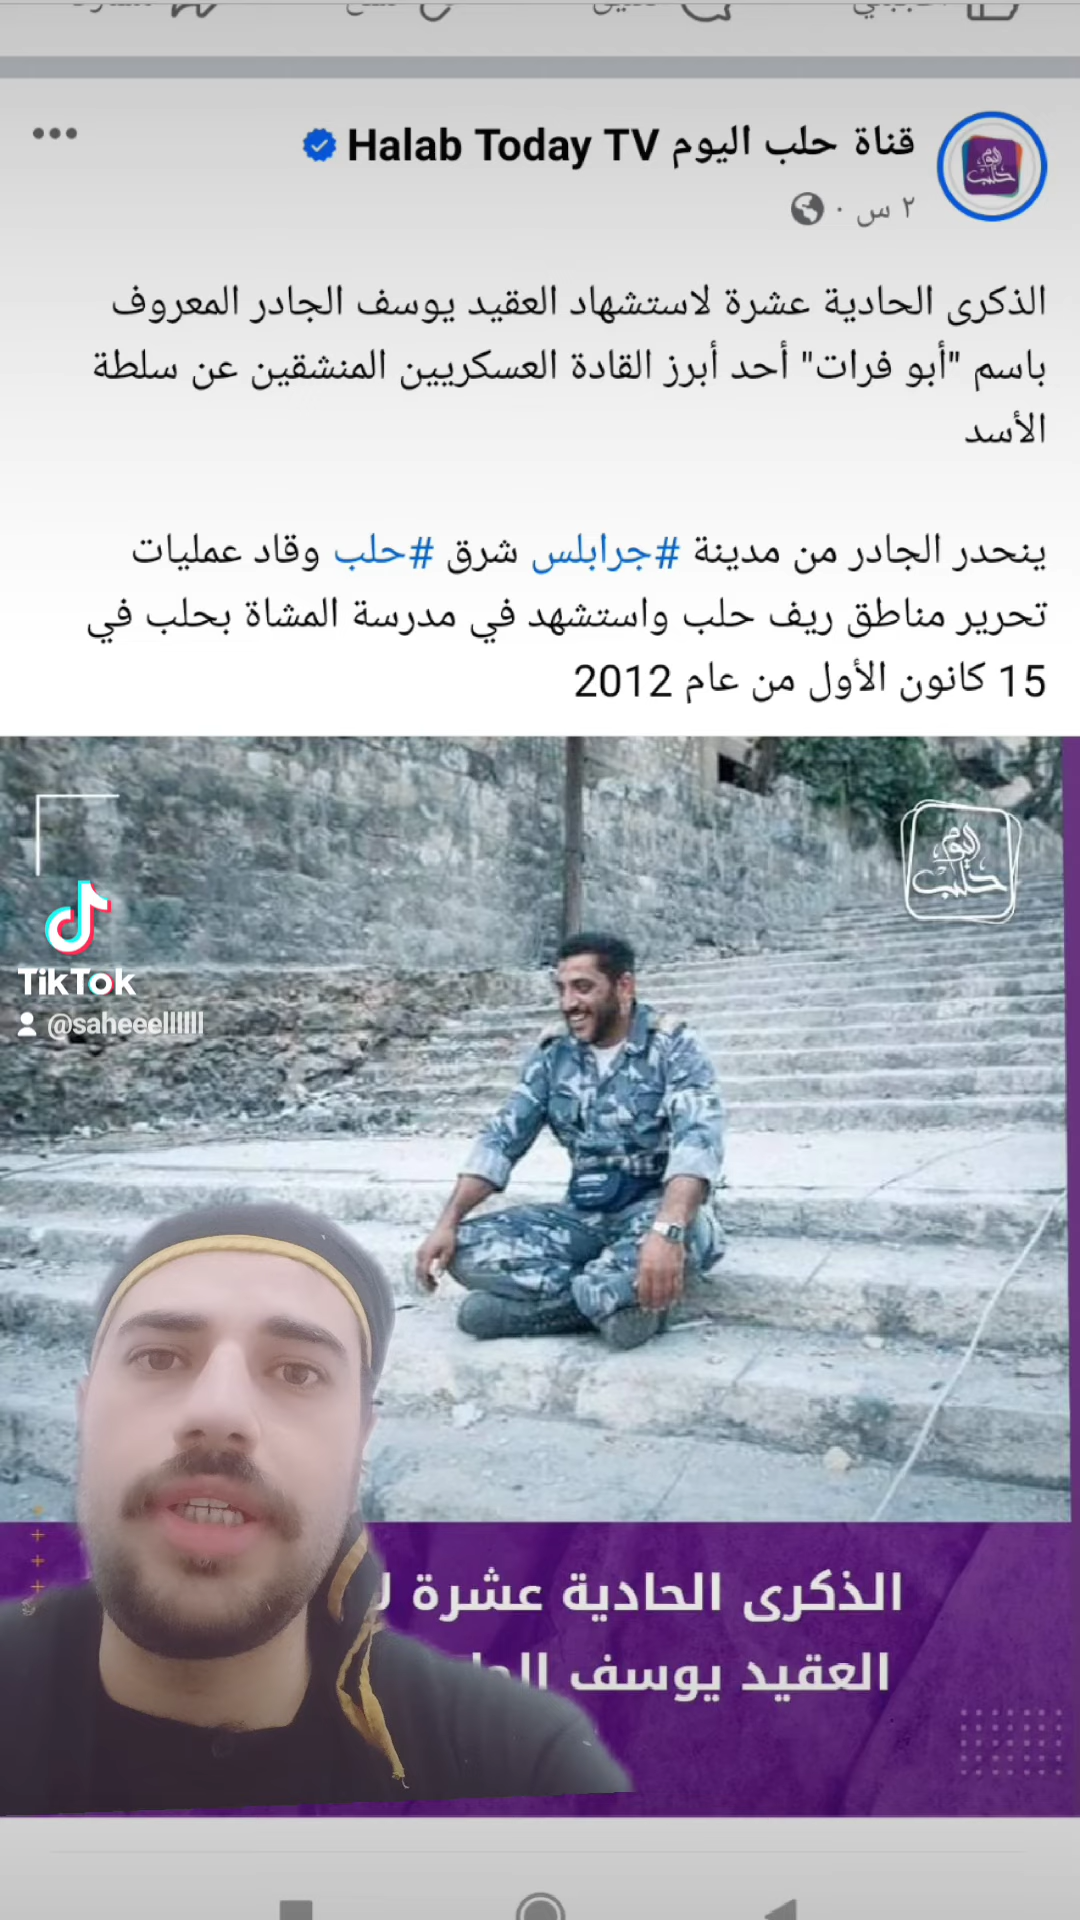 قناة حلب اليوم Halab Today TV
٢ س ·
الذكرى الحادية عشرة لاستشهاد العقيد يوسف الجادر المعروف
باسم "أبو فرات" أحد أبرز القادة العسكريين المنشقين عن سلطة
الأسد
ينحدر الجادر من مدينة #جرابلس شرق #حلب وقاد عمليات
تحرير مناطق ريف حلب واستشهد في مدرسة المشاة بحلب في
15 كانون الأول من عام 2012
حلب اليوم
TikTok
@saheeellllll
الذكرى الحادية عشرة
العقيد يوسف